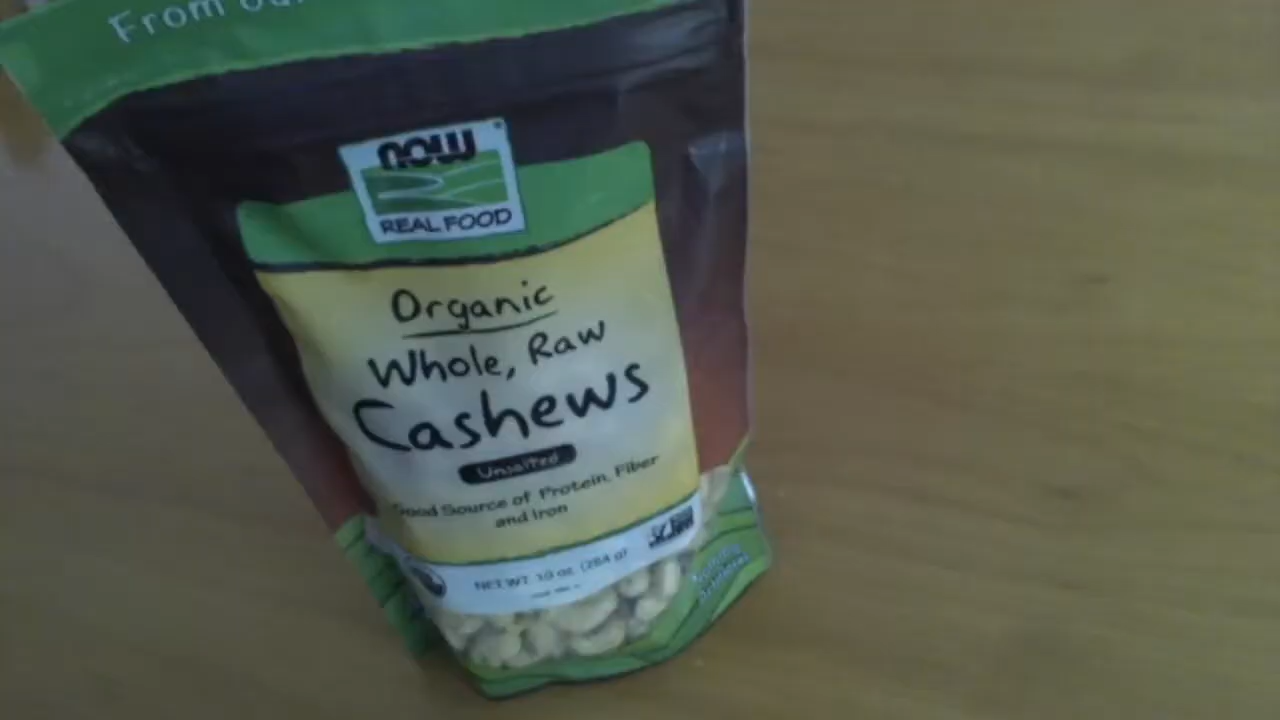 From our
now
REAL FOOD
Organic
Whole, Raw
Cashews
Unsalted
Good Source of Protein, Fiber
and Iron
NET WT. 10 oz. (284 g)